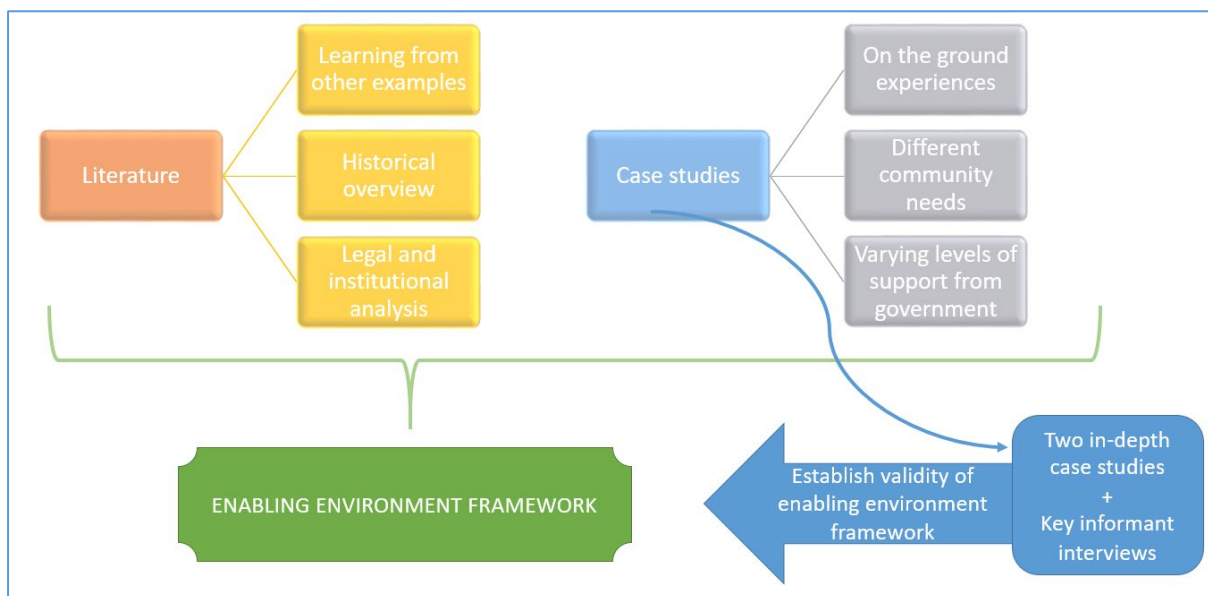 Literature
Learning from
other examples
Historical
overview
Legal and
institutional
analysis
Case studies
On the ground
experiences
Different
community
needs
Varying levels of
support from
government
ENABLING ENVIRONMENT FRAMEWORK
Establish validity of
enabling environment
framework
Two in-depth
case studies
+
Key informant
interviews